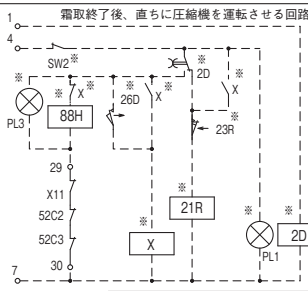 霜取終了後、直ちに圧縮機を運転させる回路
1
4
SW2※
※
※
※
※
※
2D
※
PL3
X
88H
26D
X
X
※
23R
29
X11
※
21R
52C2
※
※
※
52C3
X
2D
PL1
30
7